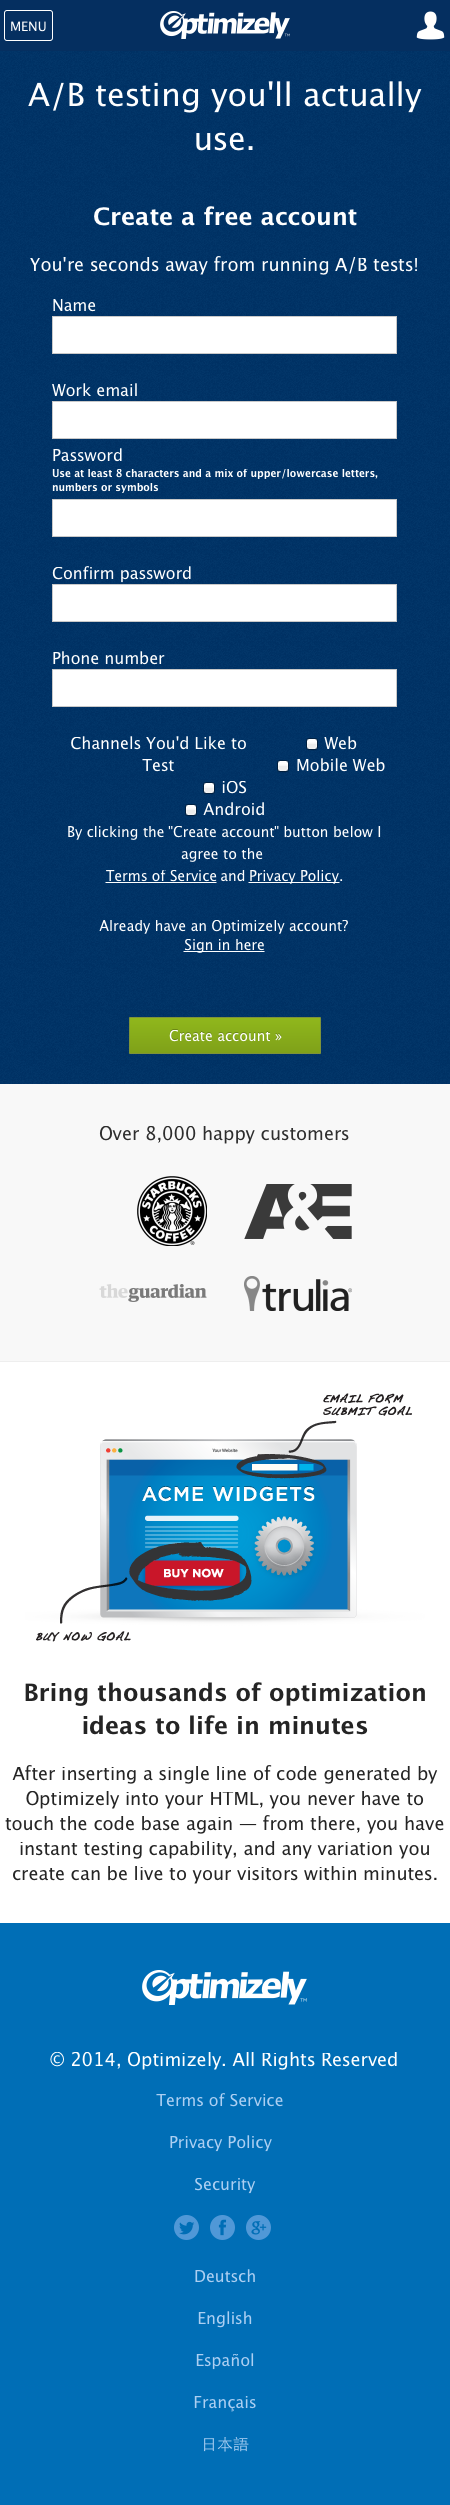 MENU
Optimizely™
A/B testing you'll actually
use.
Create a free account
You're seconds away from running A/B tests!
Name
Work email
Password
Use at least 8 characters and a mix of upper/lowercase letters,
numbers or symbols
Confirm password
Phone number
Channels You'd Like to
Test
Web
Mobile Web
iOS
Android
By clicking the "Create account" button below I
agree to the
Terms of Service and Privacy Policy.
Already have an Optimizely account?
Sign in here
Create account »
Over 8,000 happy customers
STARBUCKS
COFFEE
A&E
theguardian
trulia
EMAIL FORM
SUBMIT GOAL
Your Website
ACME WIDGETS
BUY NOW
BUY NOW GOAL
Bring thousands of optimization
ideas to life in minutes
After inserting a single line of code generated by
Optimizely into your HTML, you never have to
touch the code base again — from there, you have
instant testing capability, and any variation you
create can be live to your visitors within minutes.
Optimizely™
© 2014, Optimizely. All Rights Reserved
Terms of Service
Privacy Policy
Security
Deutsch
English
Español
Français
日本語